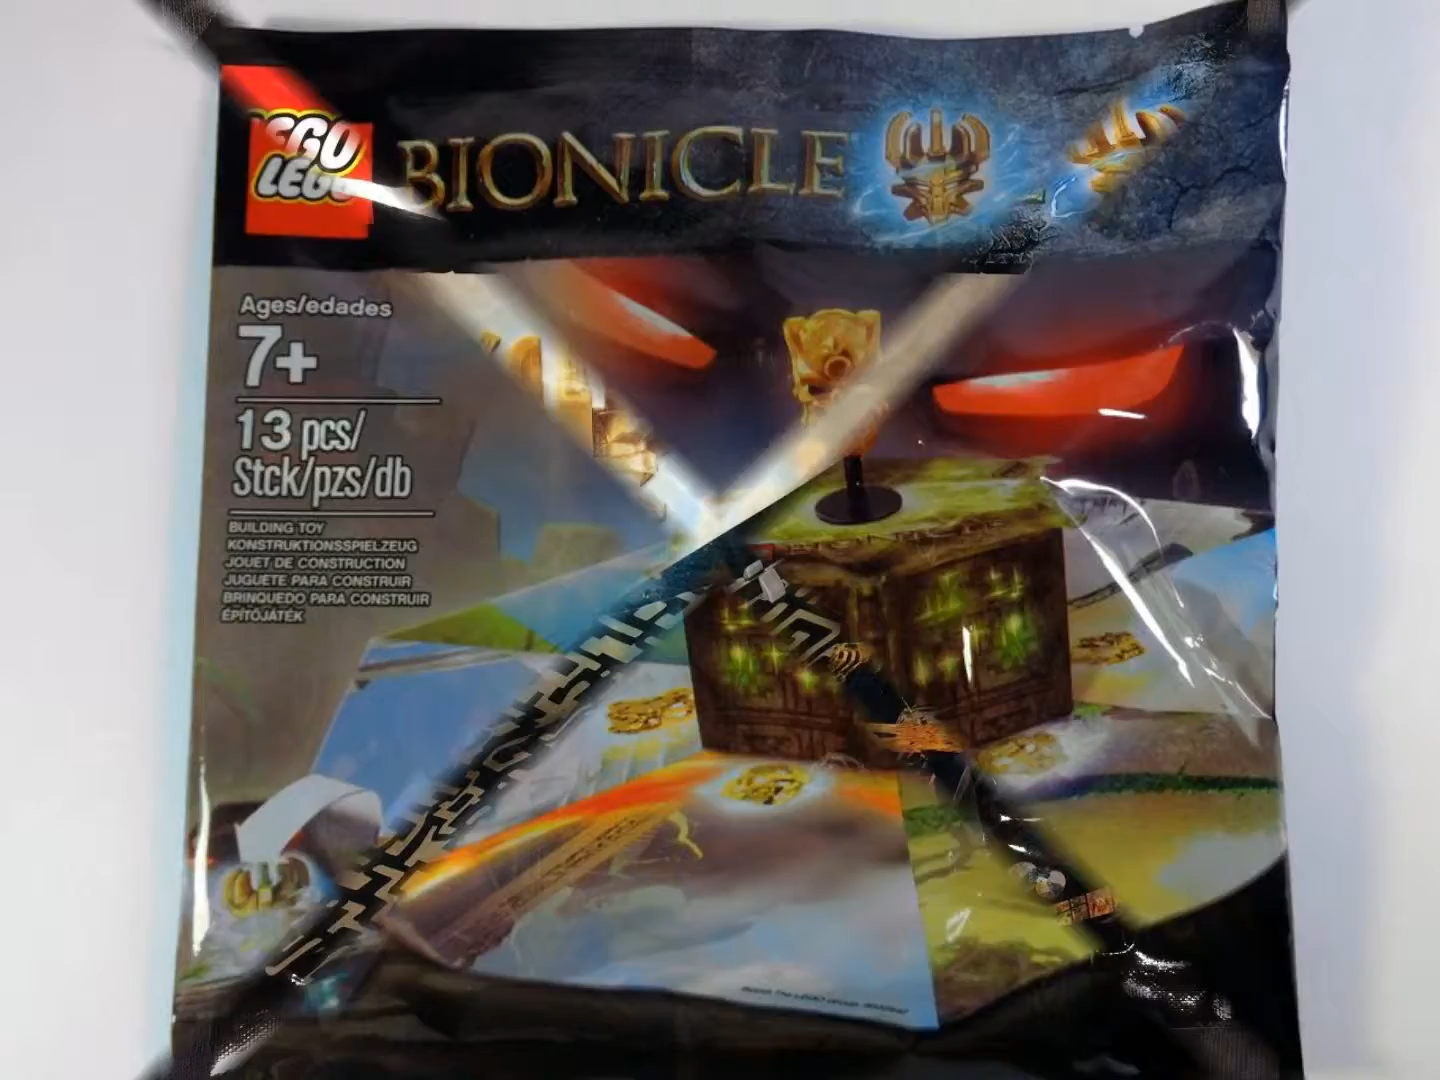 LEGO
BIONICLE
Ages/edades
7+
13 pcs/
Stck/pzs/db
BUILDING TOY
KONSTRUKTIONSSPIELZEUG
JOUET DE CONSTRUCTION
JUGUETE PARA CONSTRUIR
BRINQUEDO PARA CONSTRUIR
ÉPÍTŐJÁTÉK
BIONICLE